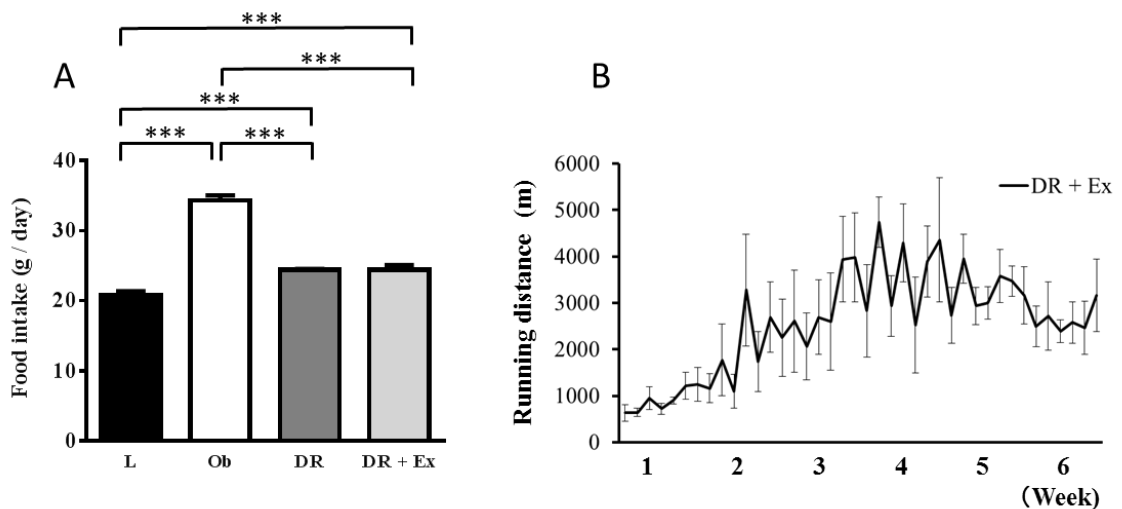 A
***
***
***
*** ***
Food intake (g / day)
40
30
20
10
0
L Ob DR DR + Ex
B
Running distance (m)
6000
5000
4000
3000
2000
1000
0
DR + Ex
1 2 3 4 5 6
(Week)